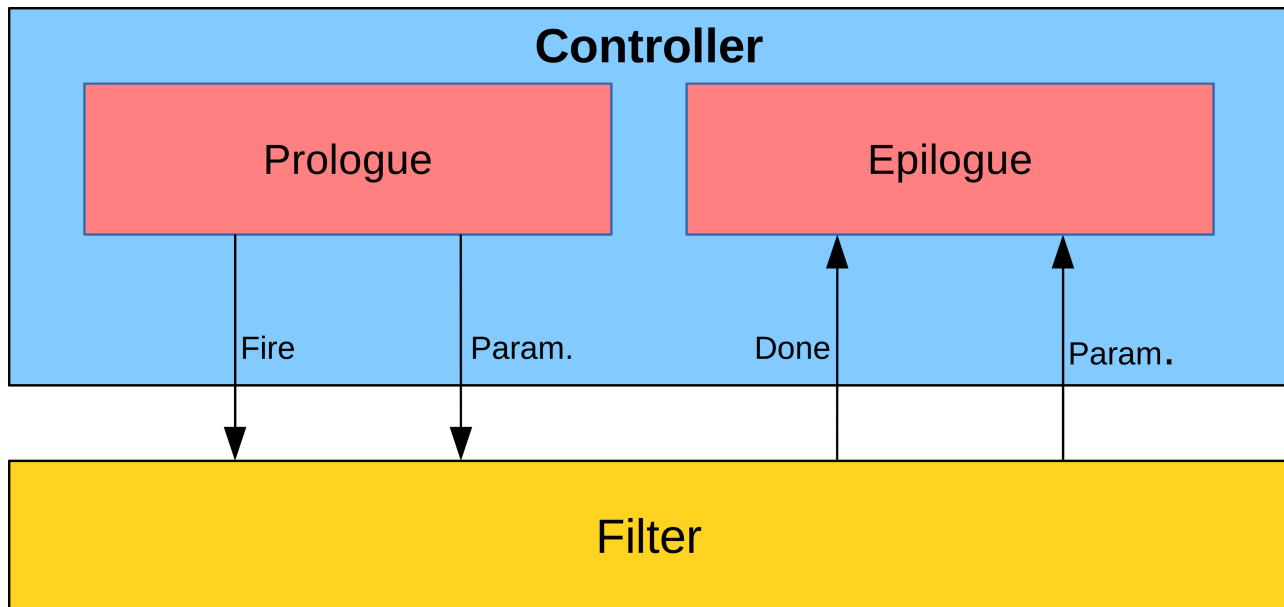 Controller
Prologue
Epilogue
Fire
Param.
Done
Param.
Filter